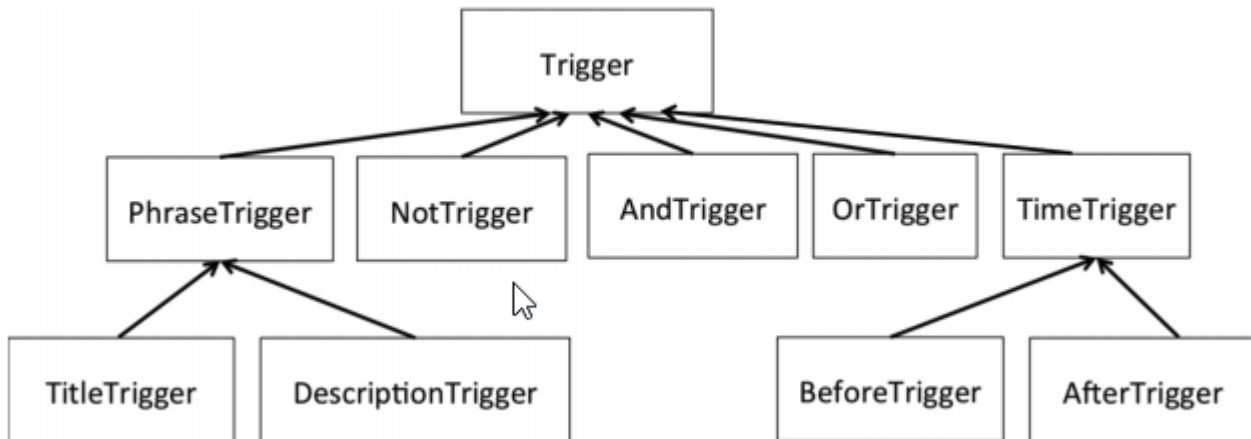 Trigger
PhraseTrigger
NotTrigger
AndTrigger
OrTrigger
TimeTrigger
TitleTrigger
DescriptionTrigger
BeforeTrigger
AfterTrigger